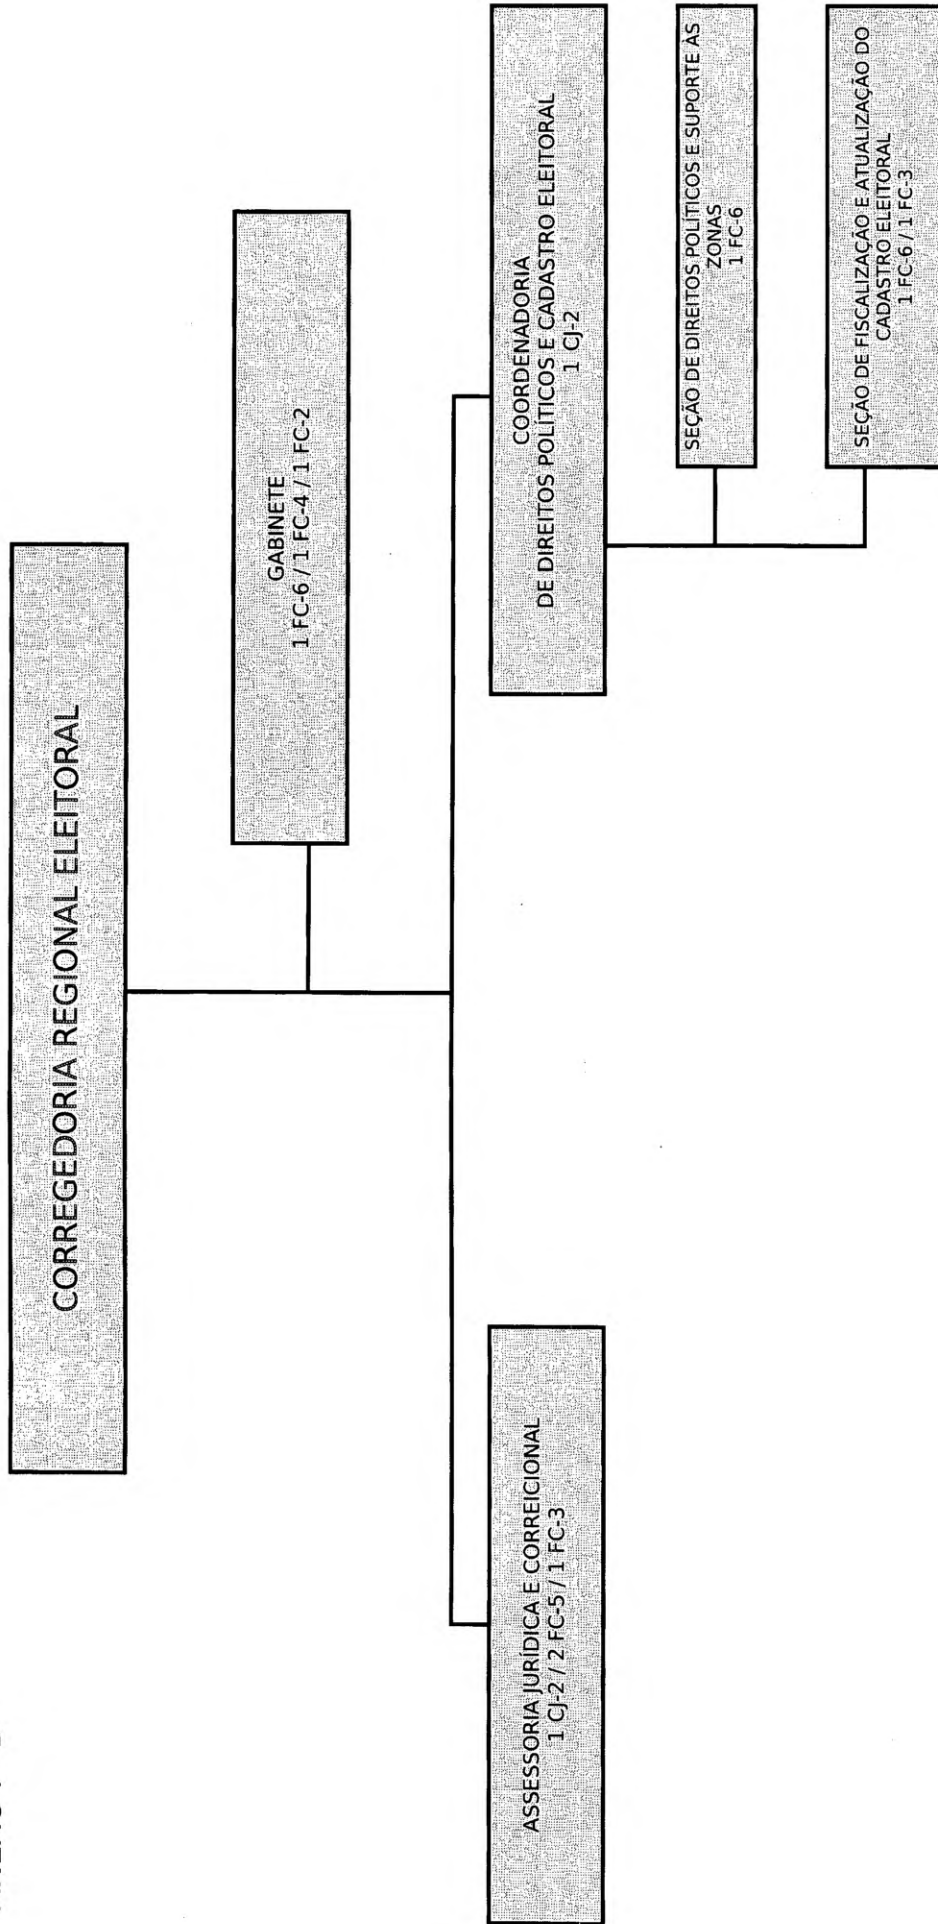 CORREGEDORIA REGIONAL ELEITORAL
GABINETE
1 FC-6 / 1 FC-4 / 1 FC-2
ASSESSORIA JURÍDICA E CORREICIONAL
1 CJ-2 / 2 FC-5 / 1 FC-3
COORDENADORIA
DE DIREITOS POLÍTICOS E CADASTRO ELEITORAL
1 CJ-2
SEÇÃO DE DIREITOS POLÍTICOS E SUPORTE ÀS
ZONAS
1 FC-6
SEÇÃO DE FISCALIZAÇÃO E ATUALIZAÇÃO DO
CADASTRO ELEITORAL
1 FC-6 / 1 FC-3